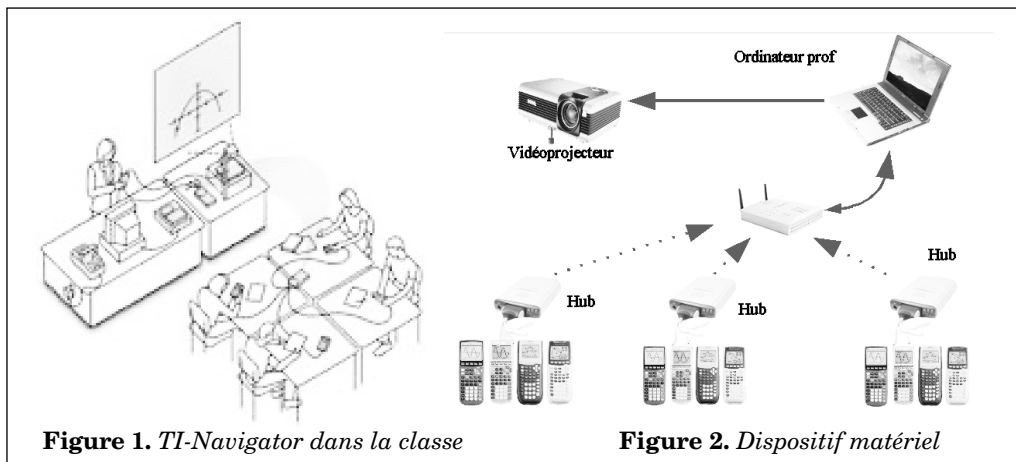 Ordinateur prof
Vidéoprojecteur
Hub
Hub
Hub
Figure 1. TI-Navigator dans la classe
Figure 2. Dispositif matériel